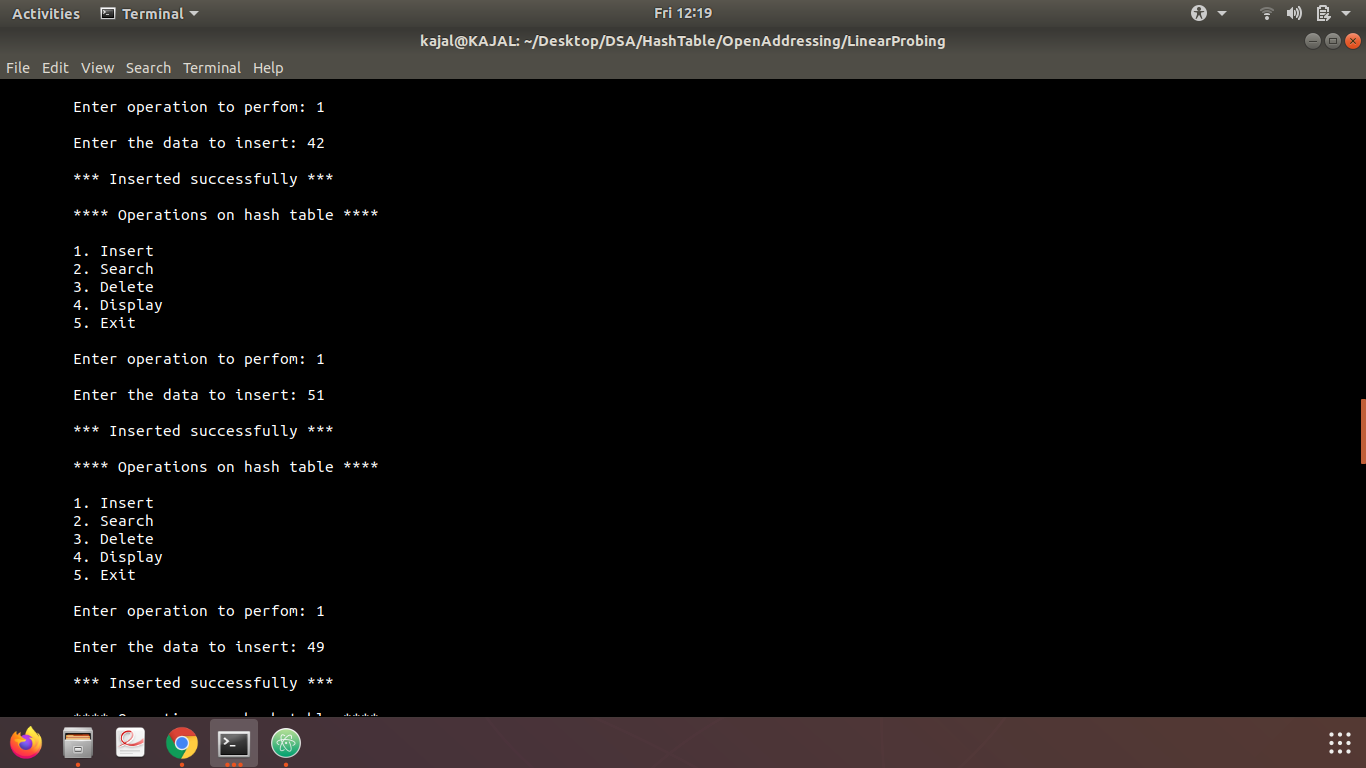 Activities Terminal Fri 12:19
kajal@KAJAL: ~/Desktop/DSA/HashTable/OpenAddressing/LinearProbing
File Edit View Search Terminal Help
Enter operation to perfom: 1
Enter the data to insert: 42
*** Inserted successfully ***
**** Operations on hash table ****
1. Insert
2. Search
3. Delete
4. Display
5. Exit
Enter operation to perfom: 1
Enter the data to insert: 51
*** Inserted successfully ***
**** Operations on hash table ****
1. Insert
2. Search
3. Delete
4. Display
5. Exit
Enter operation to perfom: 1
Enter the data to insert: 49
*** Inserted successfully ***